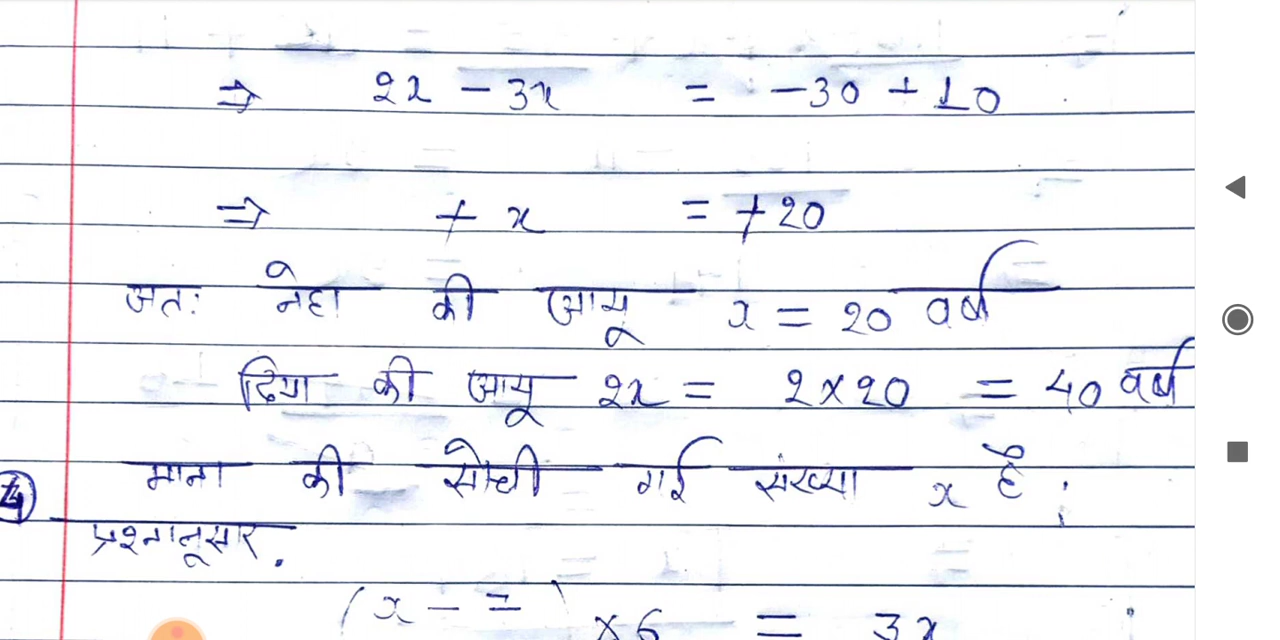 ⇒ 2x - 3x = -30 + 10
⇒ + x = + 20
अतः नेहा की आयू x = 20 वर्ष
दिया की आयू 2x = 2×20 = 40 वर्ष
④ माना की सोची गई संख्या x है ;
प्रश्नानूसार.
(x - ) ×6 = 3x